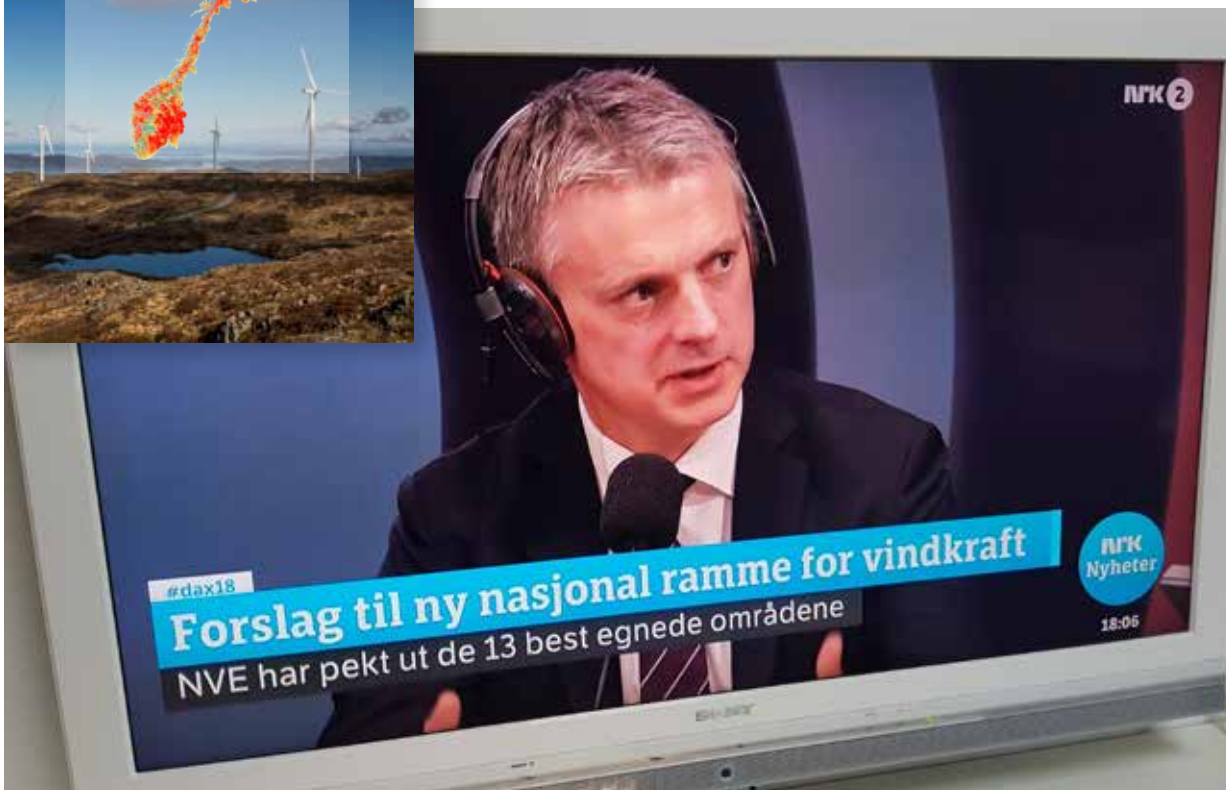 NRK 2
#dax18
Forslag til ny nasjonal ramme for vindkraft
NVE har pekt ut de 13 best egnede områdene
NRK
Nyheter
18:06
SONY